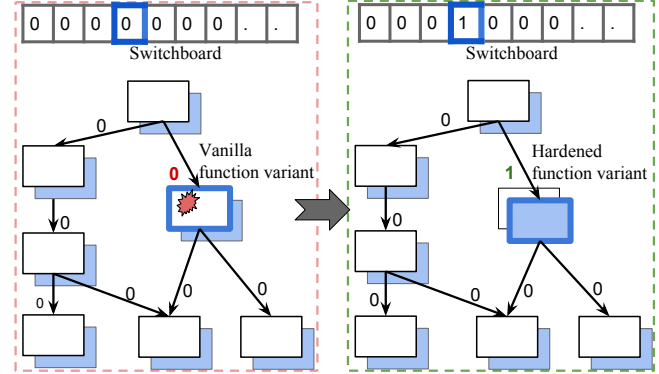 0 0 0 0 0 0 0 . .
Switchboard
0
Vanilla
0 function variant
0
0 0 0 0
0 0 0 1 0 0 0 . .
Switchboard
0
Hardened
1 function variant
0
0 0 0 0